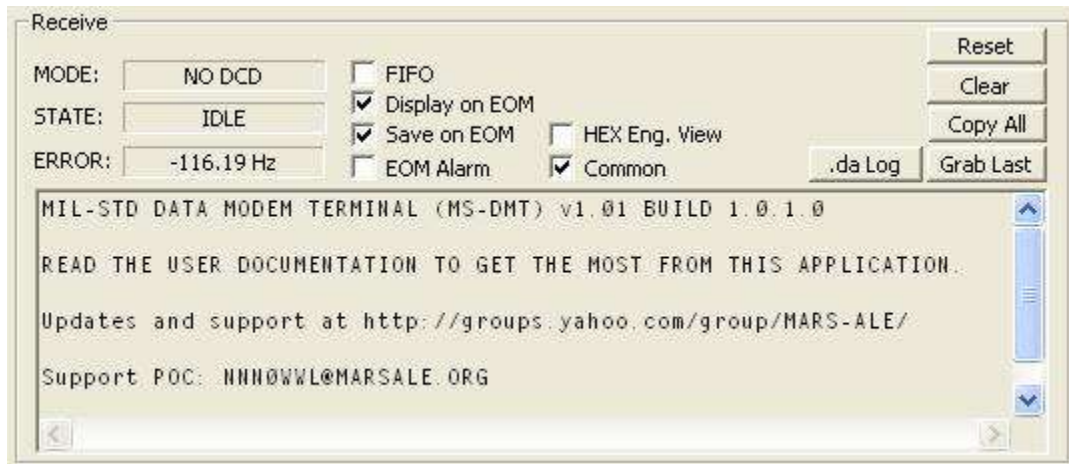 Receive
Reset
MODE: NO DCD
FIFO
Clear
Display on EOM
STATE: IDLE
Copy All
Save on EOM
HEX Eng. View
ERROR: -116.19 Hz
EOM Alarm
Common
.da Log
Grab Last
MIL-STD DATA MODEM TERMINAL (MS-DMT) v1.01 BUILD 1.0.1.0
READ THE USER DOCUMENTATION TO GET THE MOST FROM THIS APPLICATION.
Updates and support at http://groups.yahoo.com/group/MARS-ALE/
Support POC: NNN0WWL@MARSALE.ORG